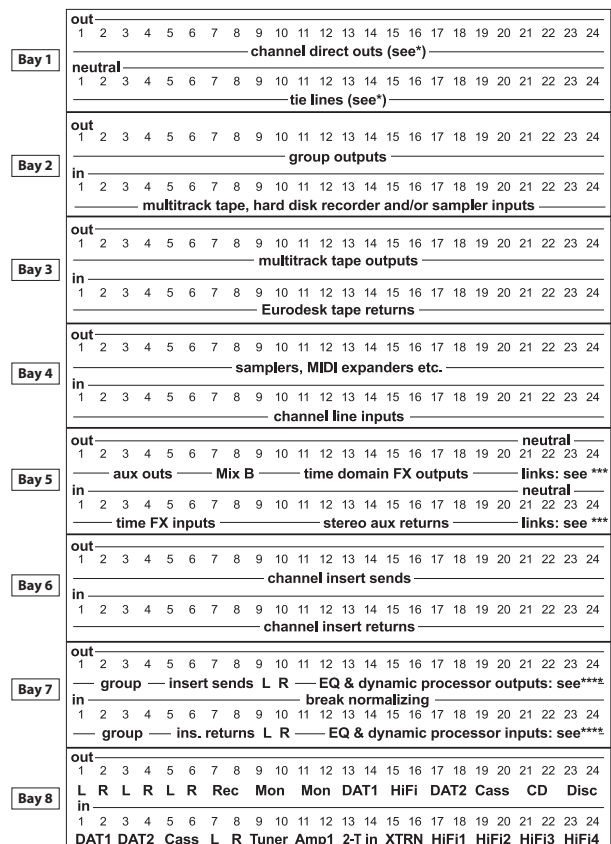 out
1 2 3 4 5 6 7 8 9 10 11 12 13 14 15 16 17 18 19 20 21 22 23 24
channel direct outs (see*)
Bay 1
neutral
1 2 3 4 5 6 7 8 9 10 11 12 13 14 15 16 17 18 19 20 21 22 23 24
tie lines (see*)
out
1 2 3 4 5 6 7 8 9 10 11 12 13 14 15 16 17 18 19 20 21 22 23 24
group outputs
Bay 2
in
1 2 3 4 5 6 7 8 9 10 11 12 13 14 15 16 17 18 19 20 21 22 23 24
multitrack tape, hard disk recorder and/or sampler inputs
out
1 2 3 4 5 6 7 8 9 10 11 12 13 14 15 16 17 18 19 20 21 22 23 24
multitrack tape outputs
Bay 3
in
1 2 3 4 5 6 7 8 9 10 11 12 13 14 15 16 17 18 19 20 21 22 23 24
Eurodesk tape returns
out
1 2 3 4 5 6 7 8 9 10 11 12 13 14 15 16 17 18 19 20 21 22 23 24
samplers, MIDI expanders etc.
Bay 4
in
1 2 3 4 5 6 7 8 9 10 11 12 13 14 15 16 17 18 19 20 21 22 23 24
channel line inputs
out neutral
1 2 3 4 5 6 7 8 9 10 11 12 13 14 15 16 17 18 19 20 21 22 23 24
aux outs Mix B time domain FX outputs links: see ***
Bay 5
in neutral
1 2 3 4 5 6 7 8 9 10 11 12 13 14 15 16 17 18 19 20 21 22 23 24
time FX inputs stereo aux returns links: see ***
out
1 2 3 4 5 6 7 8 9 10 11 12 13 14 15 16 17 18 19 20 21 22 23 24
channel insert sends
Bay 6
in
1 2 3 4 5 6 7 8 9 10 11 12 13 14 15 16 17 18 19 20 21 22 23 24
channel insert returns
out
1 2 3 4 5 6 7 8 9 10 11 12 13 14 15 16 17 18 19 20 21 22 23 24
group insert sends L R EQ & dynamic processor outputs: see****
Bay 7
in break normalizing
1 2 3 4 5 6 7 8 9 10 11 12 13 14 15 16 17 18 19 20 21 22 23 24
group ins. returns L R EQ & dynamic processor inputs: see****
out
1 2 3 4 5 6 7 8 9 10 11 12 13 14 15 16 17 18 19 20 21 22 23 24
L R L R L R Rec Mon Mon DAT1 HiFi DAT2 Cass CD Disc
Bay 8
in
1 2 3 4 5 6 7 8 9 10 11 12 13 14 15 16 17 18 19 20 21 22 23 24
DAT1 DAT2 Cass L R Tuner Amp1 2-T in XTRN HiFi1 HiFi2 HiFi3 HiFi4